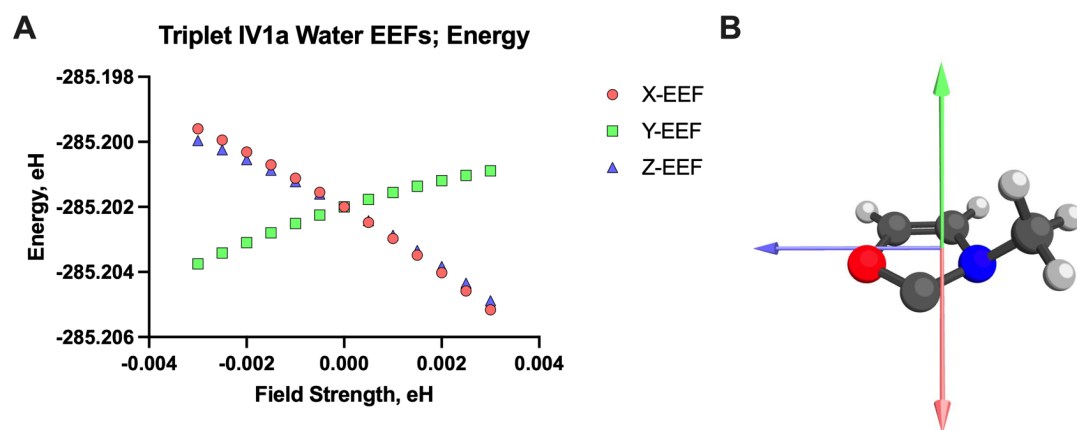 A
Triplet IV1a Water EEFs; Energy
B
-285.198
-285.200
-285.202
-285.204
-285.206
Energy, eH
-0.004
-0.002
0.000
0.002
0.004
Field Strength, eH
X-EEF
Y-EEF
Z-EEF